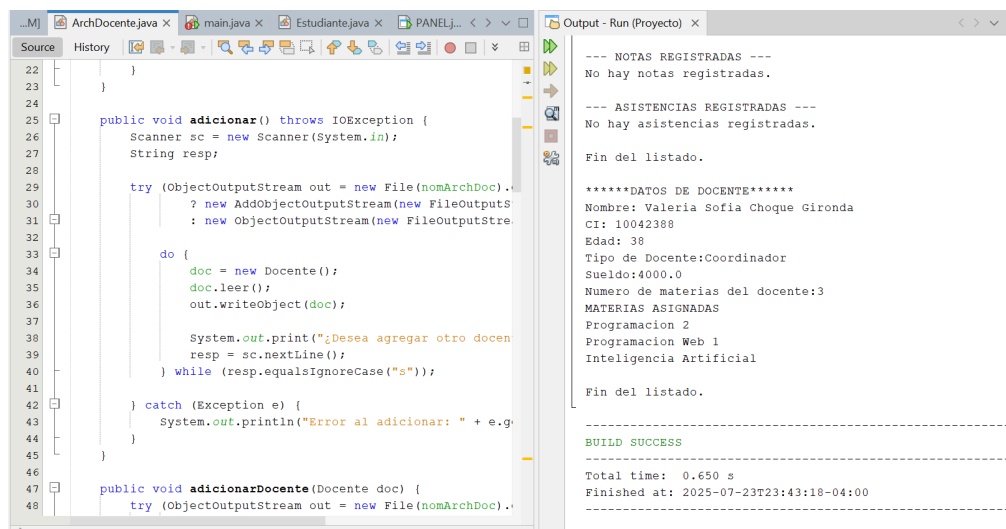 ...M] ArchDocente.java × main.java × Estudiante.java × PANELj...
Source History
22 }
23 }
24
25 public void adicionar() throws IOException {
26 Scanner sc = new Scanner(System.in);
27 String resp;
28
29 try (ObjectOutputStream out = new File(nomArchDoc).
30 ? new AddObjectOutputStream(new FileOutputS
31 : new ObjectOutputStream(new FileOutputStre
32
33 do {
34 doc = new Docente();
35 doc.leer();
36 out.writeObject(doc);
37
38 System.out.print("¿Desea agregar otro docen
39 resp = sc.nextLine();
40 } while (resp.equalsIgnoreCase("s"));
41
42 } catch (Exception e) {
43 System.out.println("Error al adicionar: " + e.g
44 }
45 }
46
47 public void adicionarDocente(Docente doc) {
48 try (ObjectOutputStream out = new File(nomArchDoc).
Output - Run (Proyecto) ×
--- NOTAS REGISTRADAS ---
No hay notas registradas.
--- ASISTENCIAS REGISTRADAS ---
No hay asistencias registradas.
Fin del listado.
******DATOS DE DOCENTE******
Nombre: Valeria Sofia Choque Gironda
CI: 10042388
Edad: 38
Tipo de Docente:Coordinador
Sueldo:4000.0
Numero de materias del docente:3
MATERIAS ASIGNADAS
Programacion 2
Programacion Web 1
Inteligencia Artificial
Fin del listado.
------------------------------------------------------
BUILD SUCCESS
------------------------------------------------------
Total time: 0.650 s
Finished at: 2025-07-23T23:43:18-04:00
------------------------------------------------------